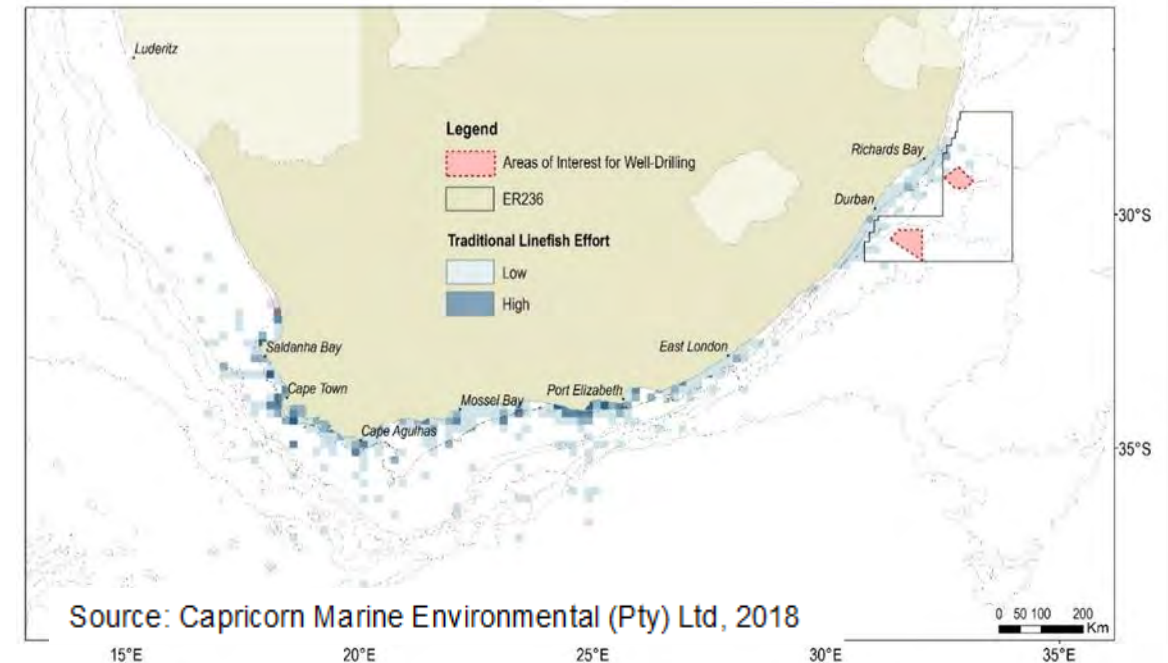 Luderitz
Legend
Areas of Interest for Well-Drilling
ER236
Traditional Linefish Effort
Low
High
Richards Bay
Durban
30°S
East London
Saldanha Bay
Cape Town
Port Elizabeth
Mossel Bay
Cape Agulhas
35°S
Source: Capricorn Marine Environmental (Pty) Ltd, 2018
0 50 100 200
Km
15°E 20°E 25°E 30°E 35°E